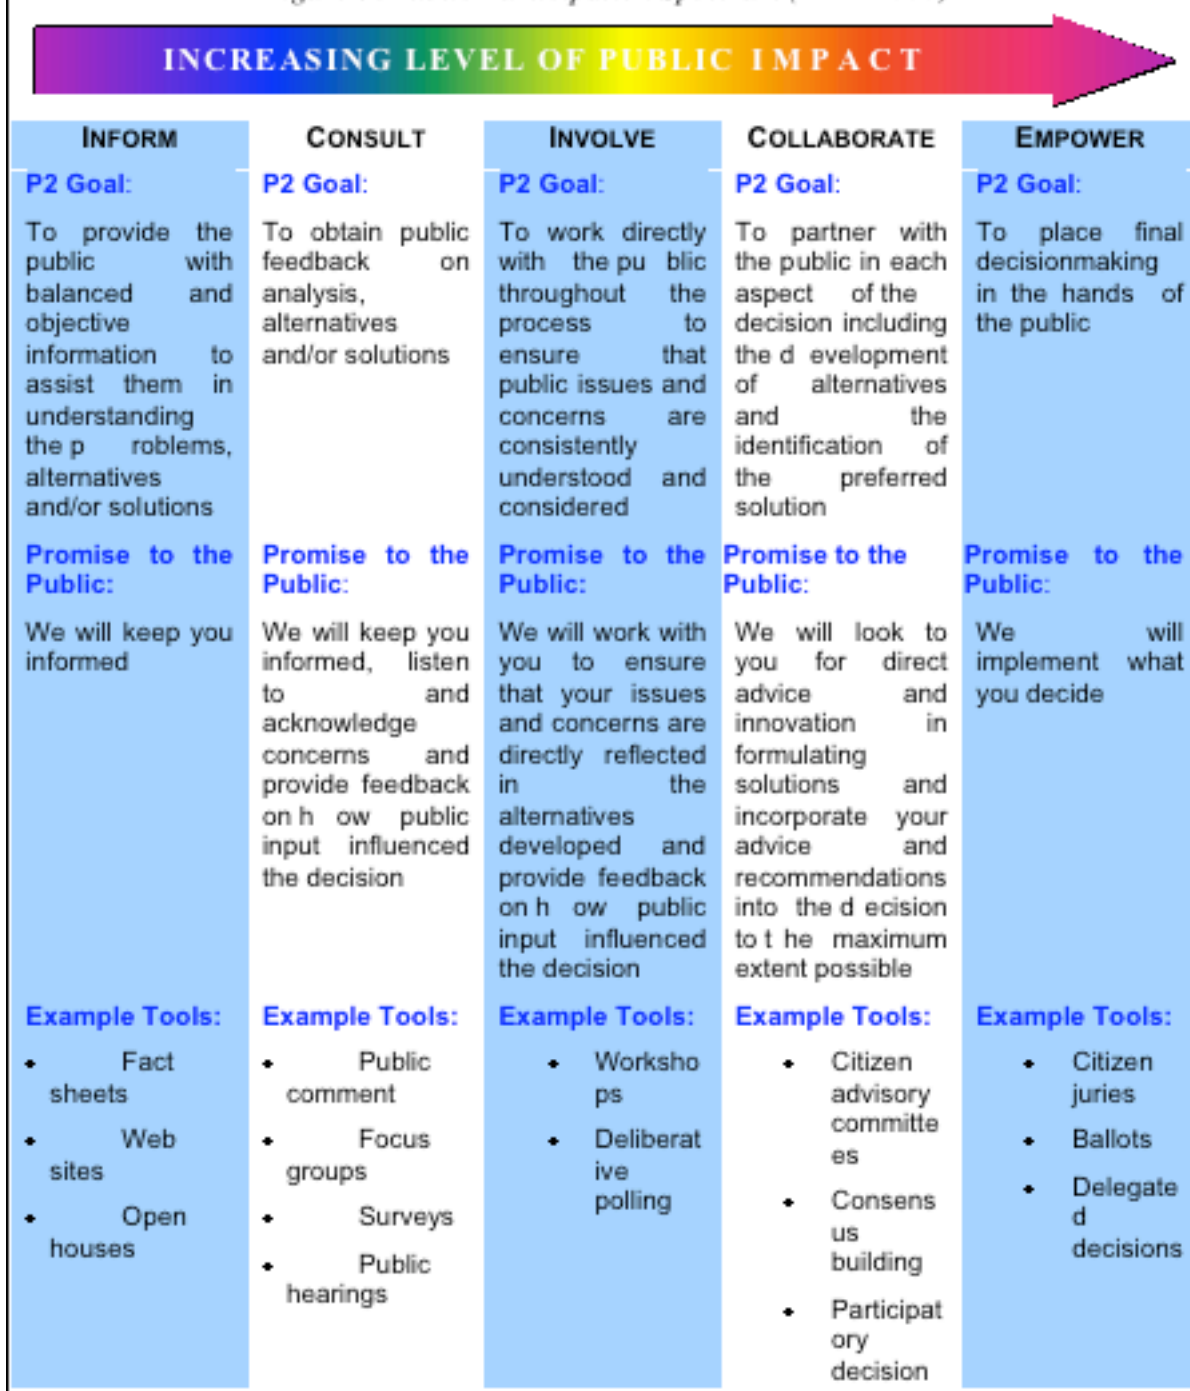 INCREASING LEVEL OF PUBLIC IMPACT
INFORM
P2 Goal:
To provide the
public with
balanced and
objective
information to
assist them in
understanding
the p roblems,
alternatives
and/or solutions
Promise to the
Public:
We will keep you
informed
Example Tools:
• Fact
sheets
• Web
sites
• Open
houses
CONSULT
P2 Goal:
To obtain public
feedback on
analysis,
alternatives
and/or solutions
Promise to the
Public:
We will keep you
informed, listen
to and
acknowledge
concerns and
provide feedback
on h ow public
input influenced
the decision
Example Tools:
• Public
comment
• Focus
groups
• Surveys
• Public
hearings
INVOLVE
P2 Goal:
To work directly
with the pu blic
throughout the
process to
ensure that
public issues and
concerns are
consistently
understood and
considered
Promise to the
Public:
We will work with
you to ensure
that your issues
and concerns are
directly reflected
in the
alternatives
developed and
provide feedback
on h ow public
input influenced
the decision
Example Tools:
• Worksho
ps
• Deliberat
ive
polling
COLLABORATE
P2 Goal:
To partner with
the public in each
aspect of the
decision including
the d evelopment
of alternatives
and the
identification of
the preferred
solution
Promise to the
Public:
We will look to
you for direct
advice and
innovation in
formulating
solutions and
incorporate your
advice and
recommendations
into the d ecision
to t he maximum
extent possible
Example Tools:
• Citizen
advisory
committe
es
• Consens
us
building
• Participat
ory
decision
EMPOWER
P2 Goal:
To place final
decisionmaking
in the hands of
the public
Promise to the
Public:
We will
implement what
you decide
Example Tools:
• Citizen
juries
• Ballots
• Delegate
d
decisions